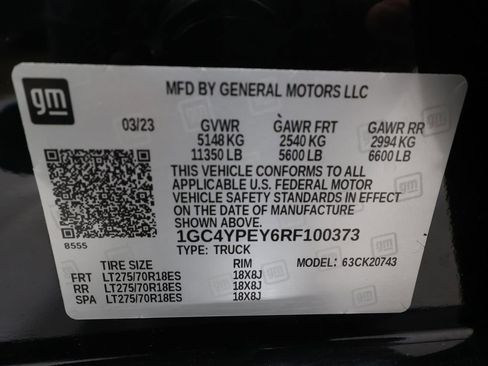 gm
MFD BY GENERAL MOTORS LLC
03/23 GVWR GAWR FRT GAWR RR
5148 KG 2540 KG 2994 KG
11350 LB 5600 LB 6600 LB
THIS VEHICLE CONFORMS TO ALL
APPLICABLE U.S. FEDERAL MOTOR
VEHICLE SAFETY STANDARDS IN EFFECT
ON THE DATE OF MANUFACTURE
SHOWN ABOVE.
8555
1GC4YPEY6RF100373
TYPE: TRUCK MODEL: 63CK20743
TIRE SIZE RIM
FRT LT275/70R18ES 18X8J
RR LT275/70R18ES 18X8J
SPA LT275/70R18ES 18X8J